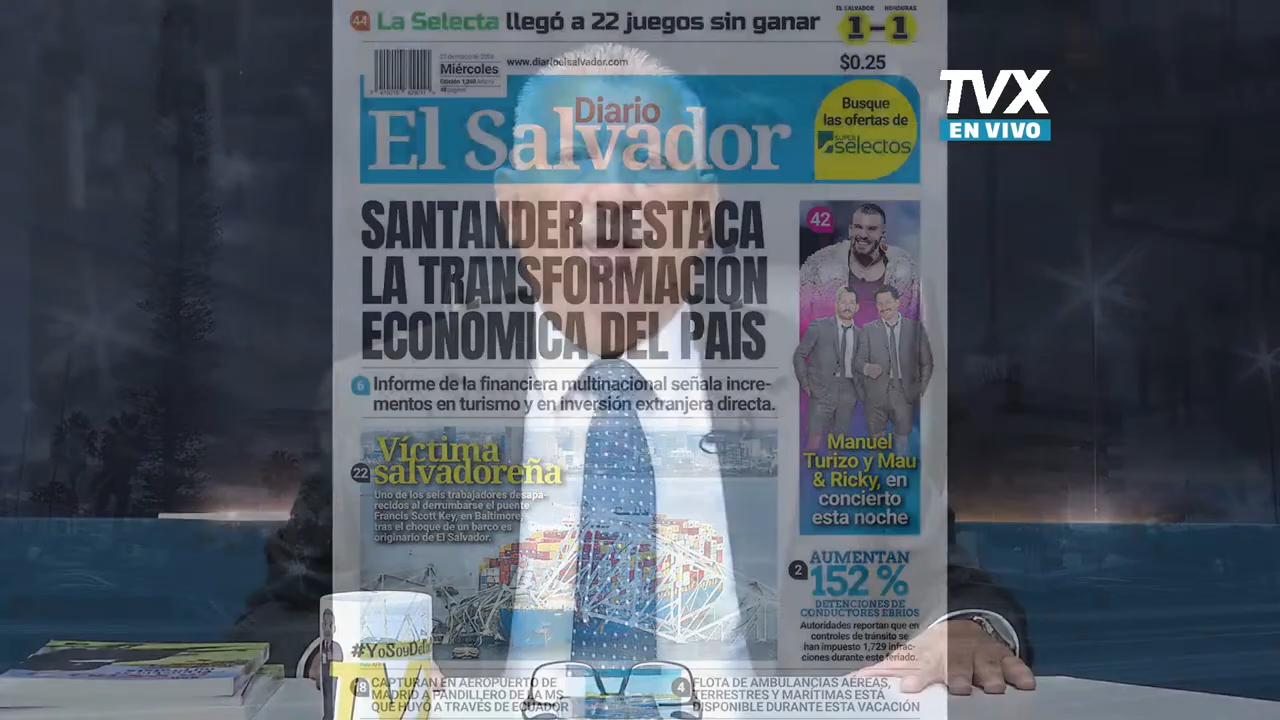 44 La Selecta llegó a 22 juegos sin ganar
EL SALVADOR HONDURAS
1-1
Miércoles
www.diarioelsalvador.com
$0.25
Diario
El Salvador
Busque
las ofertas de
SUPER
selectos
TVX
EN VIVO
SANTANDER DESTACA
LA TRANSFORMACIÓN
ECONÓMICA DEL PAÍS
6 Informe de la financiera multinacional señala incre-
mentos en turismo y en inversión extranjera directa.
42
Manuel
Turizo y Mau
& Ricky, en
concierto
esta noche
22 Víctima
salvadoreña
Uno de los seis trabajadores desapa-
recidos al derrumbarse el puente
Francis Scott Key, en Baltimore,
tras el choque de un barco es
originario de El Salvador.
2 AUMENTAN
152 %
DETENCIONES DE
CONDUCTORES EBRIOS
Autoridades reportan que en
controles de tránsito se
han impuesto 1,729 infrac-
ciones durante este feriado.
#YoSoyDe
18 CAPTURAN EN AEROPUERTO DE
MADRID A PANDILLERO DE LA MS
QUE HUYÓ A TRAVÉS DE ECUADOR
4 FLOTA DE AMBULANCIAS AÉREAS,
TERRESTRES Y MARÍTIMAS ESTÁ
DISPONIBLE DURANTE ESTA VACACIÓN